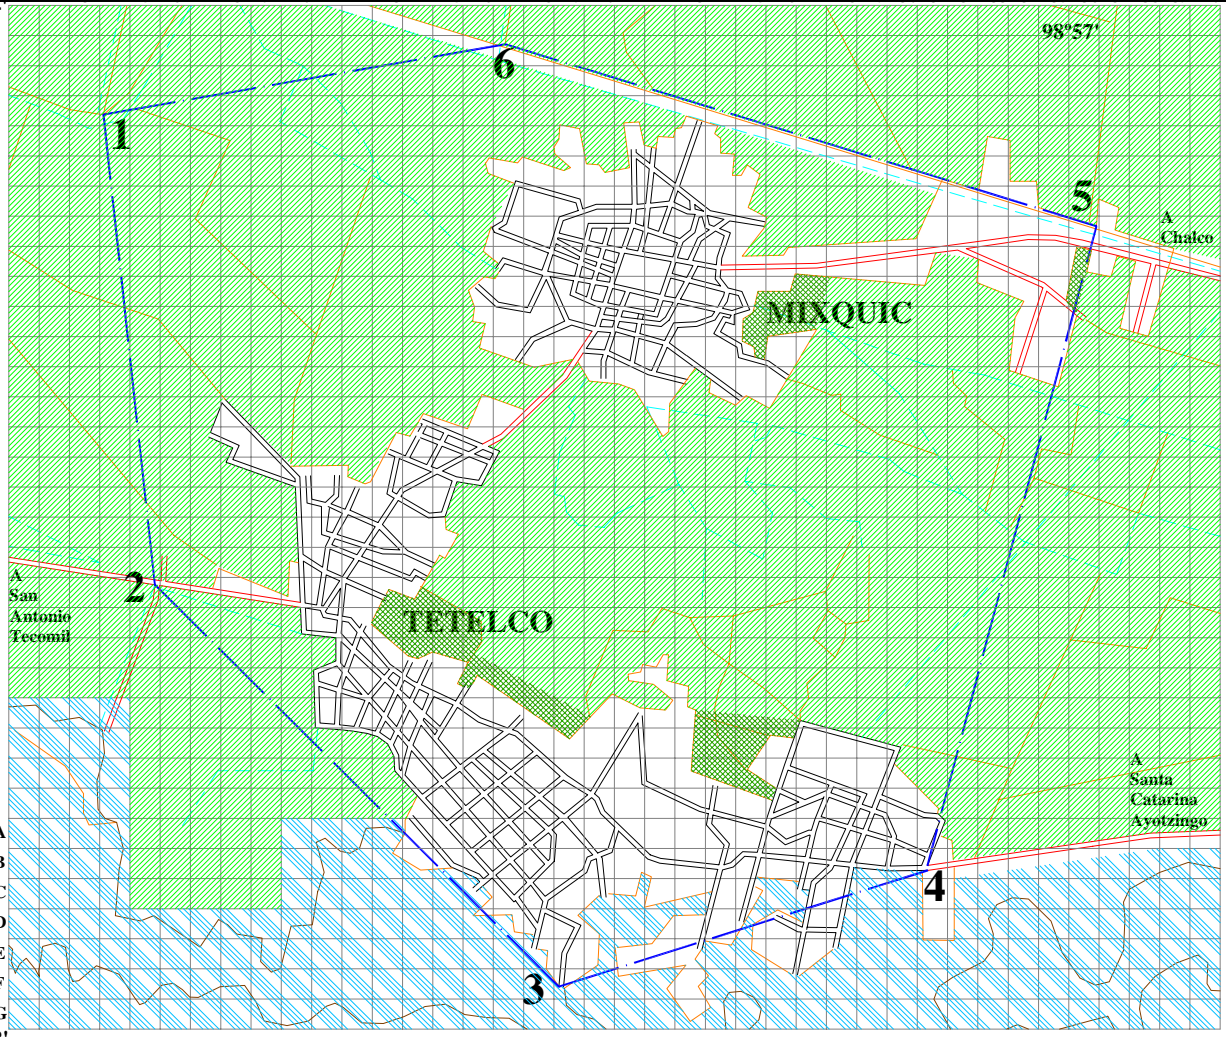 98°57'
6
1
5
A
Chalco
MIXQUIC
A
San
Antonio
Tecomil
2
TETELCO
A
Santa
Catarina
Ayotzingo
A
B
C
D
E
F
G
4
3